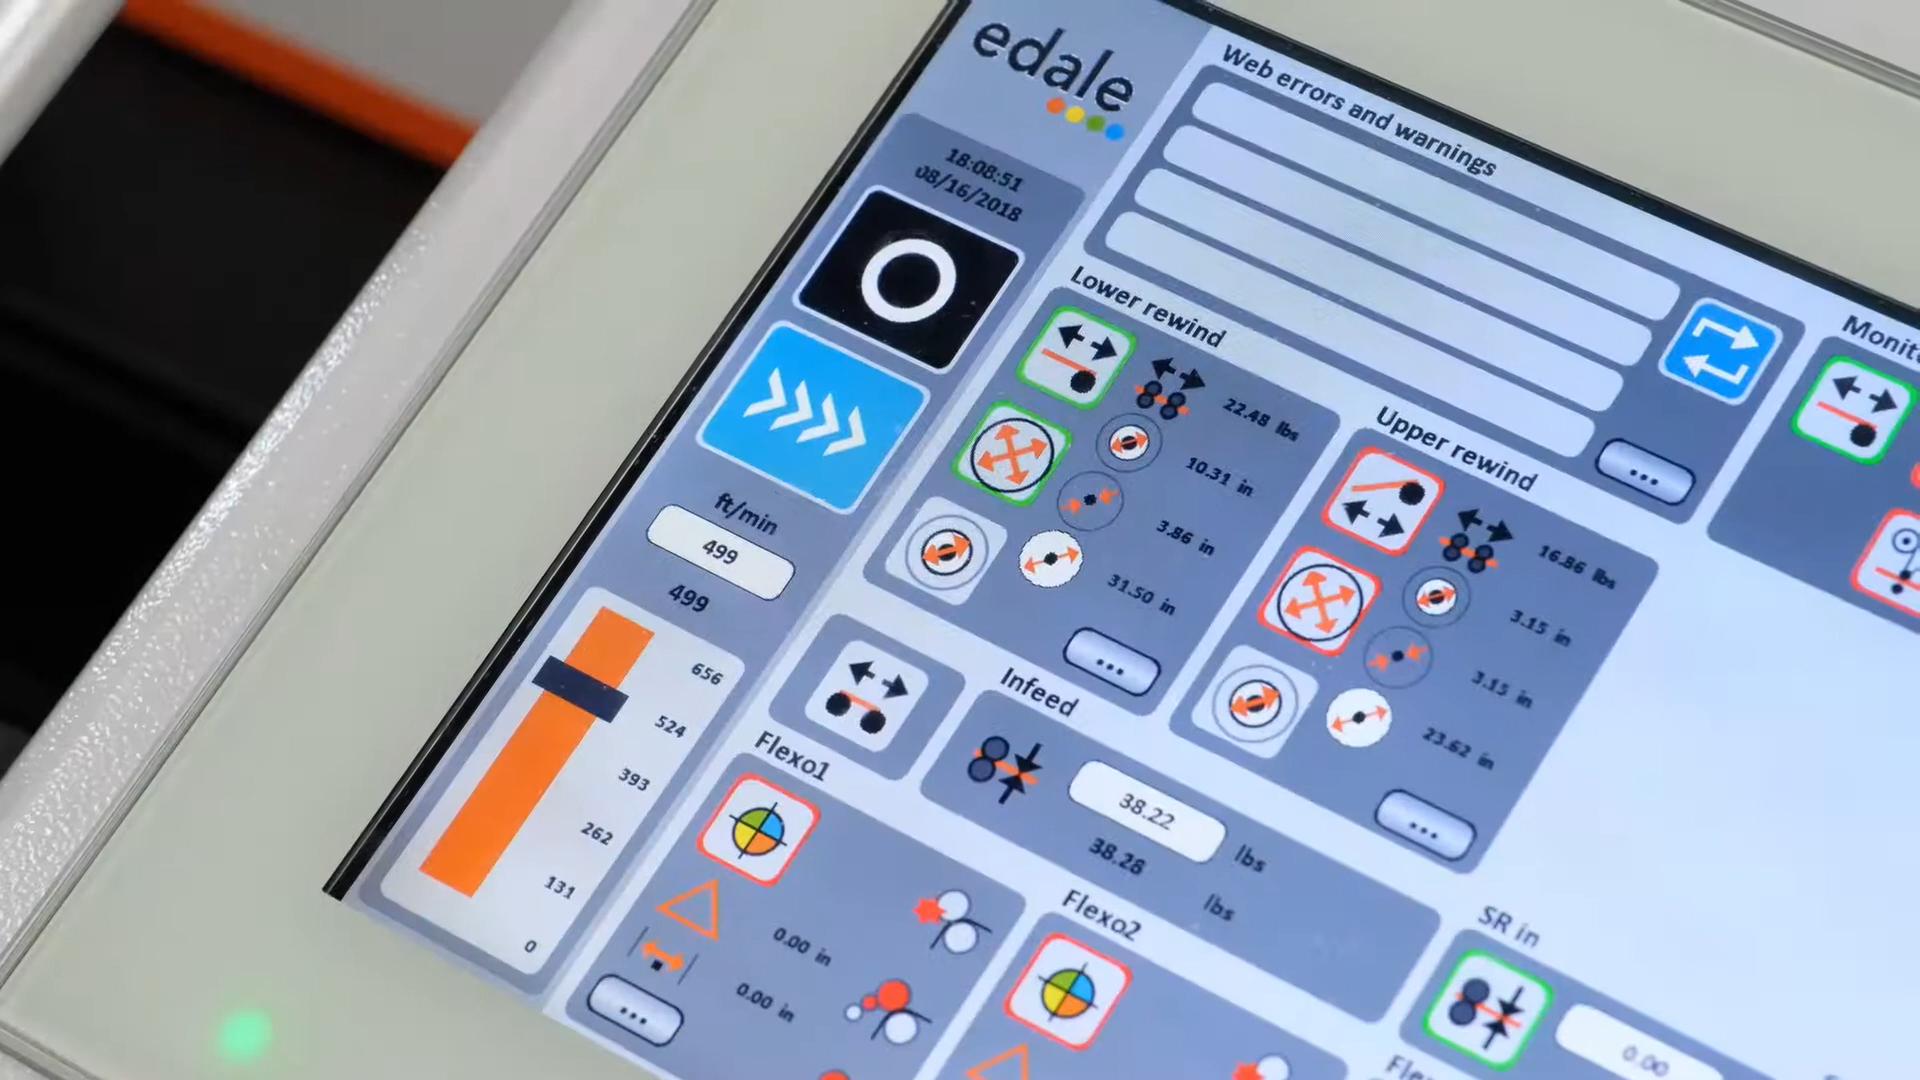 edale
18:08:51
08/16/2018
ft/min
499
499
656
524
393
262
131
0
Web errors and warnings
...
Lower rewind
22.48 lbs
10.31 in
3.86 in
31.50 in
...
Upper rewind
16.86 lbs
3.15 in
3.15 in
23.62 in
...
Infeed
38.22 lbs
38.28 lbs
Flexo1
0.00 in
0.00 in
...
Flexo2
SR in
0.00